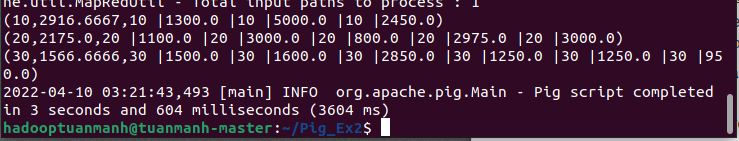 ne.util.MapRedUtil - Total input paths to process : 1
(10,2916.6667,10 |1300.0 |10 |5000.0 |10 |2450.0)
(20,2175.0,20 |1100.0 |20 |3000.0 |20 |800.0 |20 |2975.0 |20 |3000.0)
(30,1566.6666,30 |1500.0 |30 |1600.0 |30 |2850.0 |30 |1250.0 |30 |1250.0 |30 |95
0.0)
2022-04-10 03:21:43,493 [main] INFO  org.apache.pig.Main - Pig script completed
in 3 seconds and 604 milliseconds (3604 ms)
hadooptuanmanh@tuanmanh-master:~/Pig_Ex2$